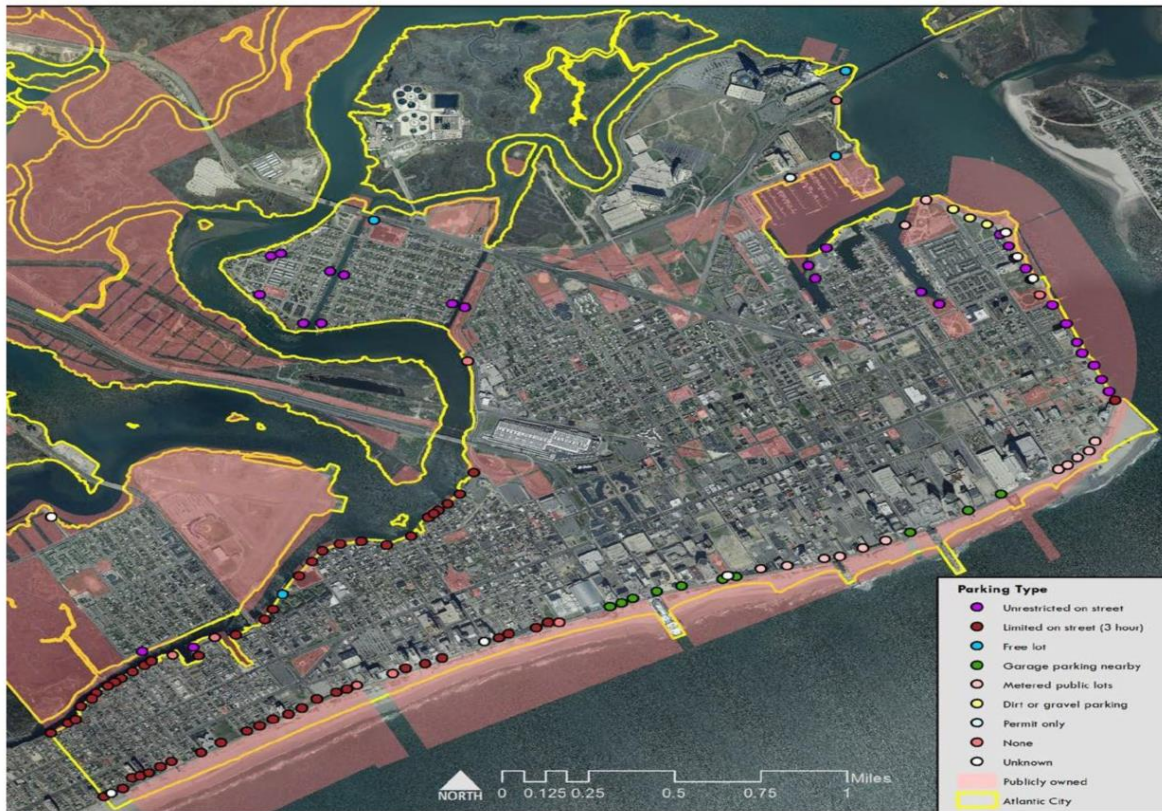 Parking Type
Unrestricted on street
Limited on street (3 hour)
Free lot
Garage parking nearby
Metered public lots
Dirt or gravel parking
Permit only
None
Unknown
Publicly owned
Atlantic City
NORTH
0 0.125 0.25 0.5 0.75 1
Miles